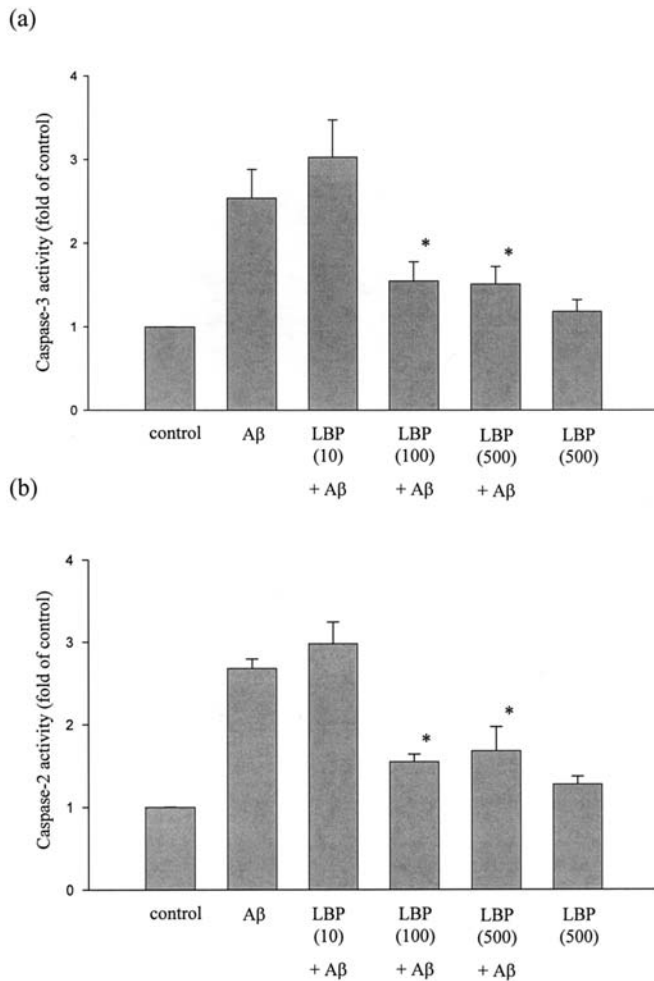 (a)
4
3
2
1
0
Caspase-3 activity (fold of control)
* *
control Aβ LBP LBP LBP LBP
(10) (100) (500) (500)
+ Aβ + Aβ + Aβ
(b)
4
3
2
1
0
Caspase-2 activity (fold of control)
* *
control Aβ LBP LBP LBP LBP
(10) (100) (500) (500)
+ Aβ + Aβ + Aβ